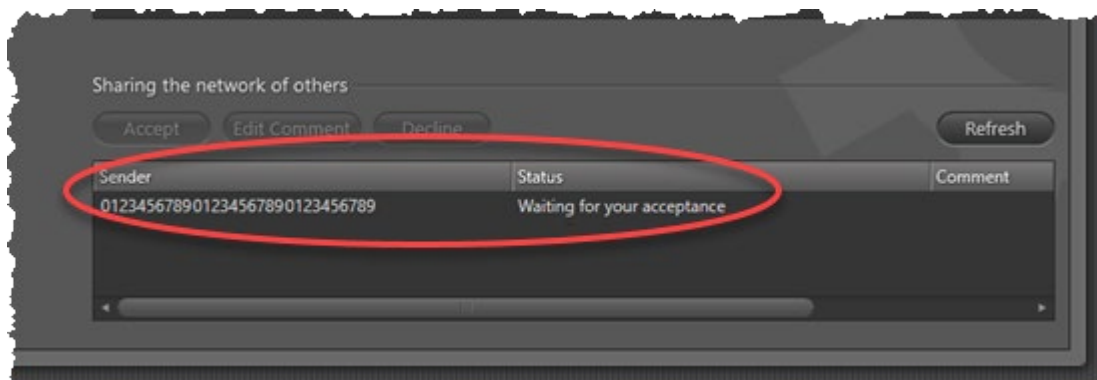 Sharing the network of others
Accept Edit Comment Decline Refresh
Sender Status Comment
012345678901234567890123456789 Waiting for your acceptance